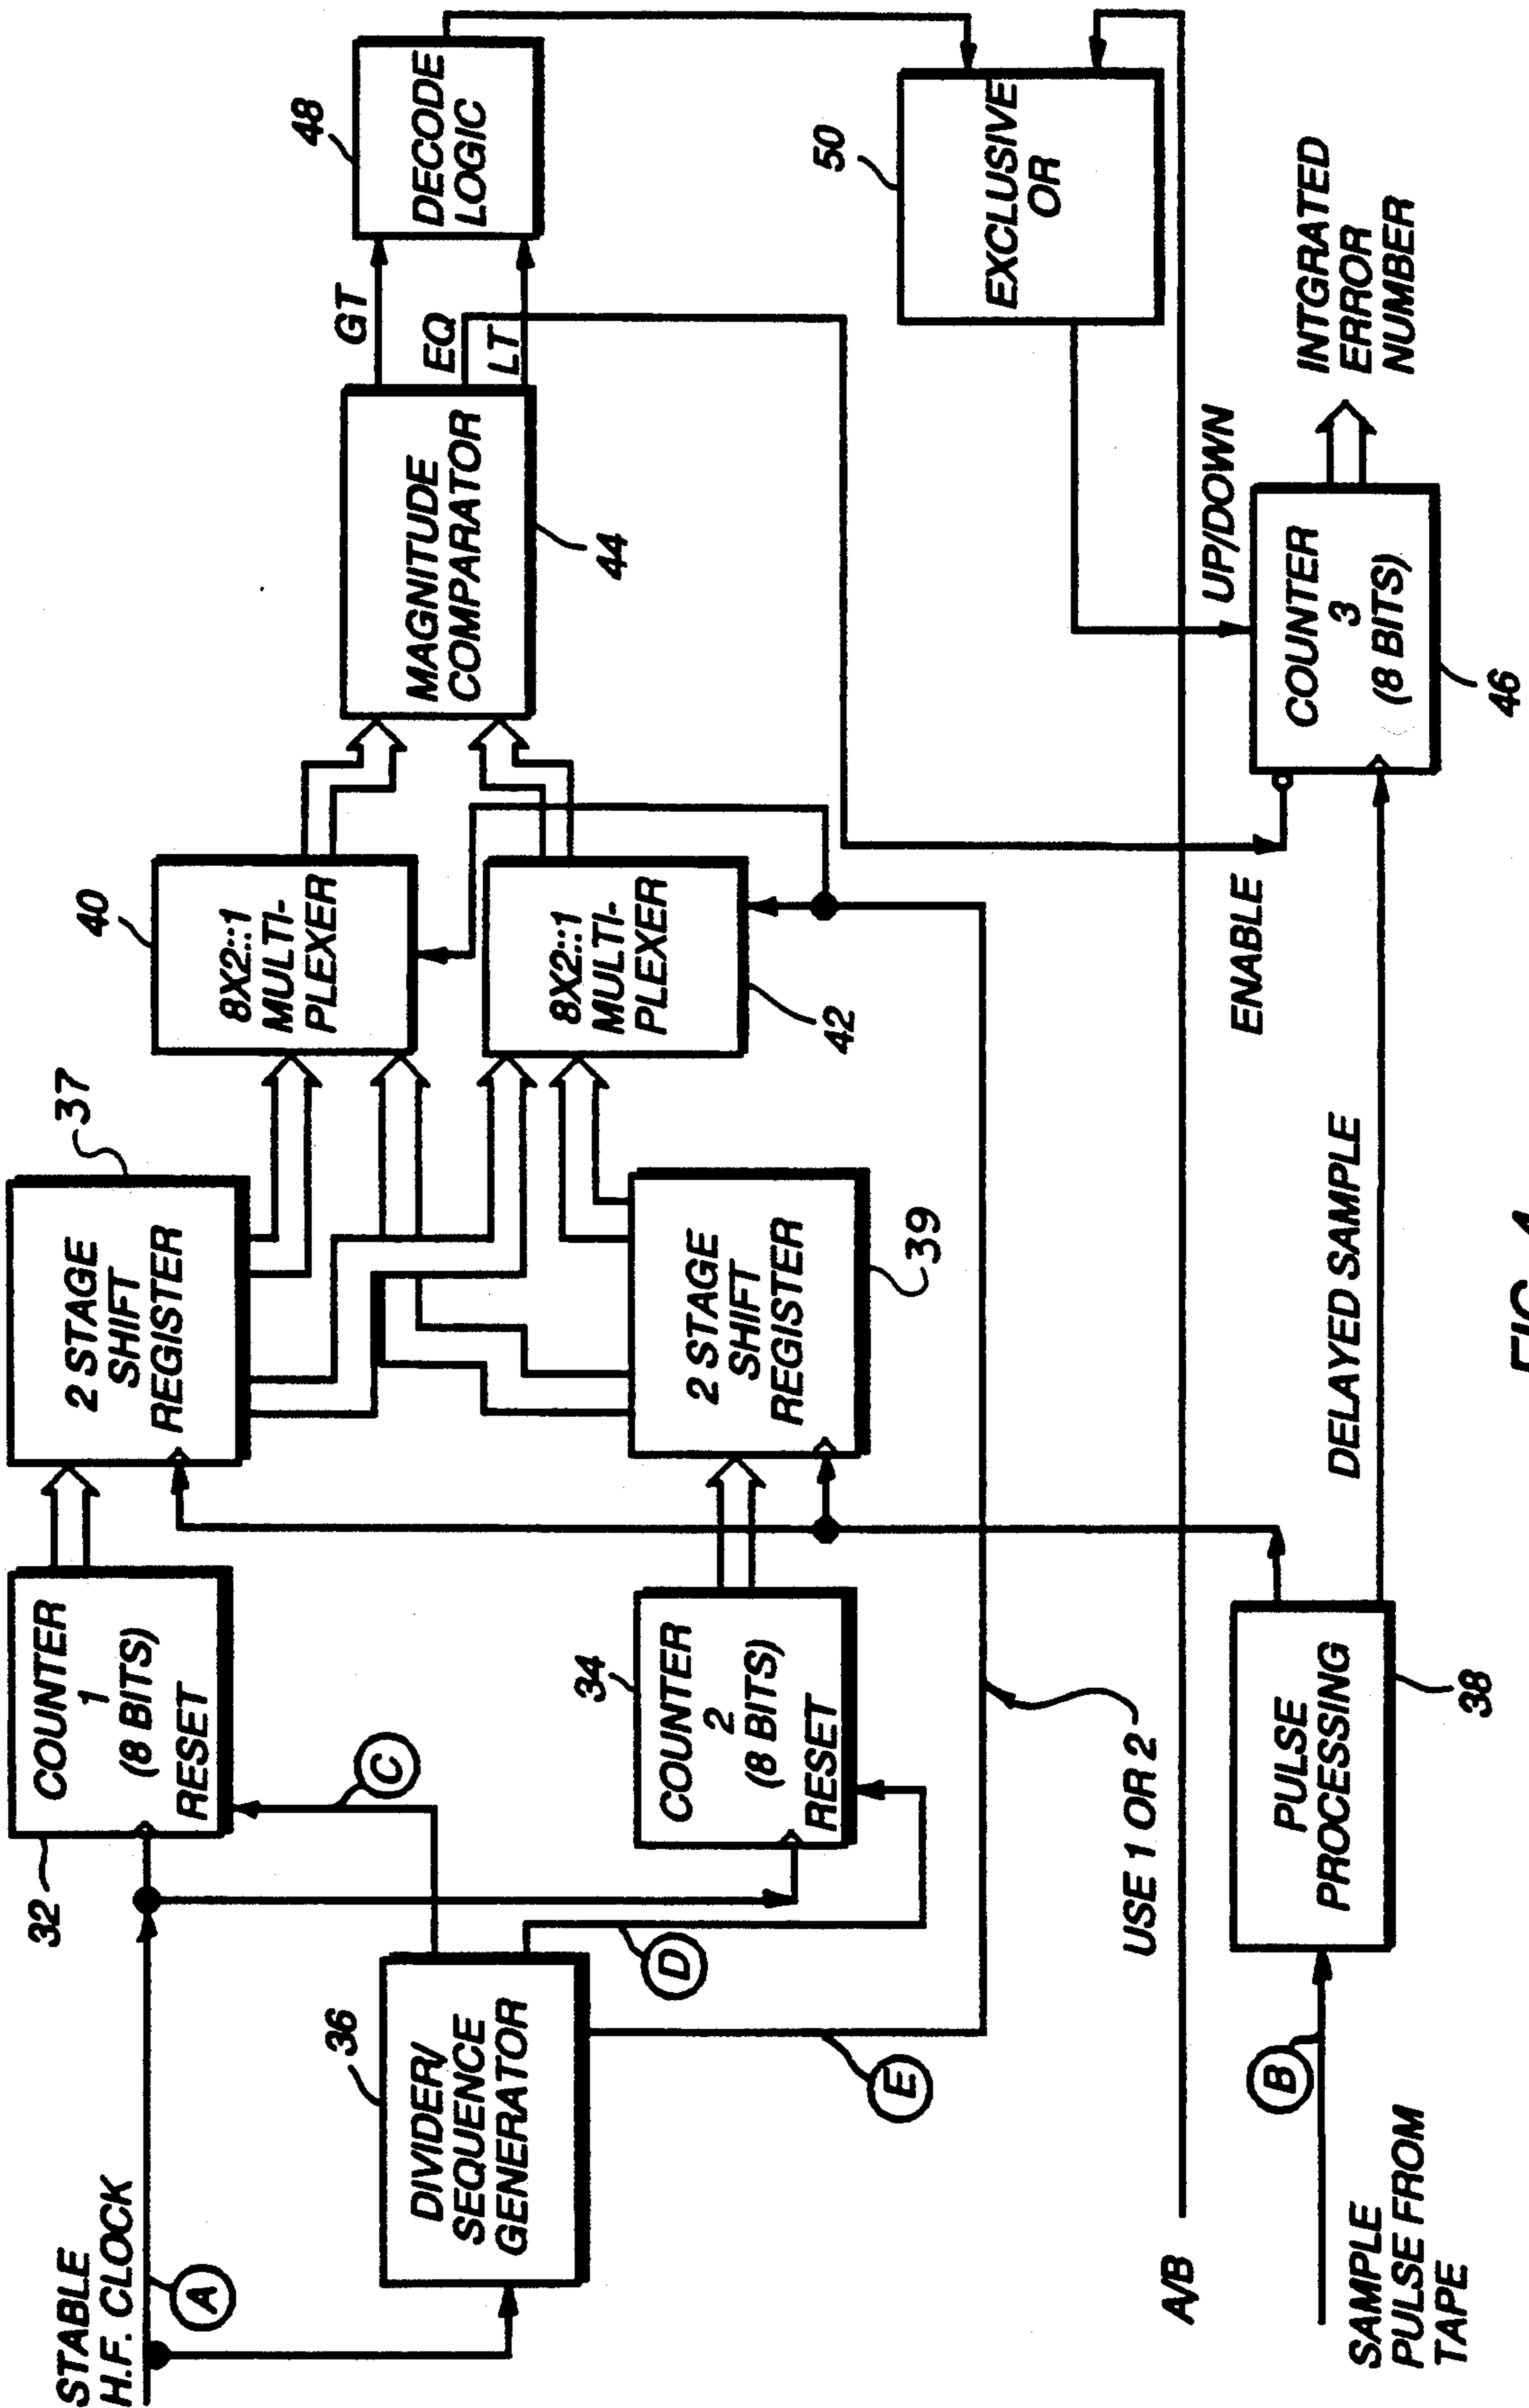 STABLE
H.F. CLOCK
A
32
COUNTER
1
(8 BITS)
RESET
C
37
2 STAGE
SHIFT
REGISTER
40
8X2::1
MULTI-
PLEXER
48
DECODE
LOGIC
GT
EQ
LT
MAGNITUDE
COMPARATOR
44
36
DIVIDER/
SEQUENCE
GENERATOR
D
E
34
COUNTER
2
(8 BITS)
RESET
2 STAGE
SHIFT
REGISTER
39
8X2::1
MULTI-
PLEXER
42
50
EXCLUSIVE
OR
USE 1 OR 2
A/B
ENABLE
UP/DOWN
INTGRATED
ERROR
NUMBER
B
SAMPLE
PULSE FROM
TAPE
PULSE
PROCESSING
38
DELAYED SAMPLE
COUNTER
3
(8 BITS)
46